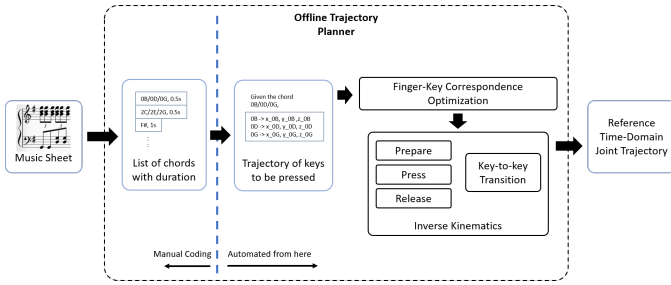 Offline Trajectory
Planner
Music Sheet
0B/0D/0G, 0.5s
2C/2E/2G, 0.5s
F#, 1s
List of chords
with duration
Given the chord
0B/0D/0G,
0B -> x_0B, y_0B ,z_0B
0D -> x_0D, y_0D, z_0D
0G -> x_0G, y_0G, z_0G
Trajectory of keys
to be pressed
Finger-Key Correspondence
Optimization
Prepare
Press
Release
Key-to-key
Transition
Inverse Kinematics
Reference
Time-Domain
Joint Trajectory
Manual Coding
Automated from here